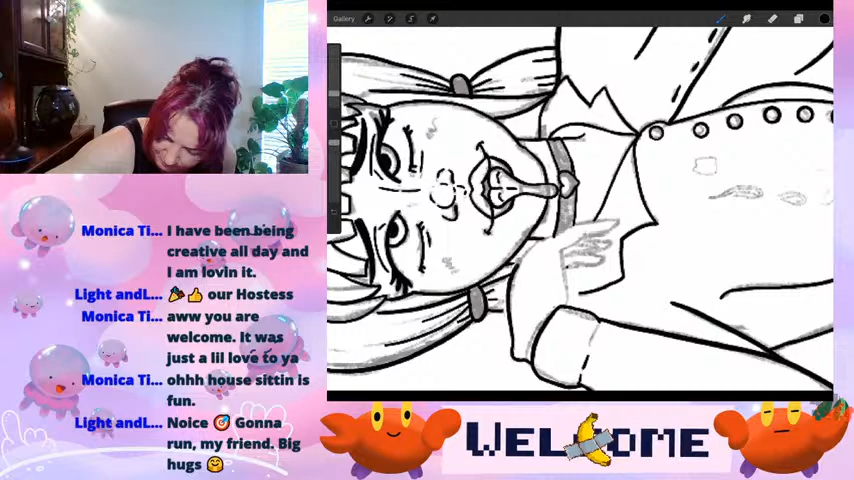 Gallery
Monica Ti... I have been being
creative all day and
I am lovin it.
Light andL... 🎉👍 our Hostess
Monica Ti... aww you are
welcome. It was
just a lil love to ya
Monica Ti... ohhh house sittin is
fun.
Light andL... Noice 🎯 Gonna
run, my friend. Big
hugs 🤗
WELCOME